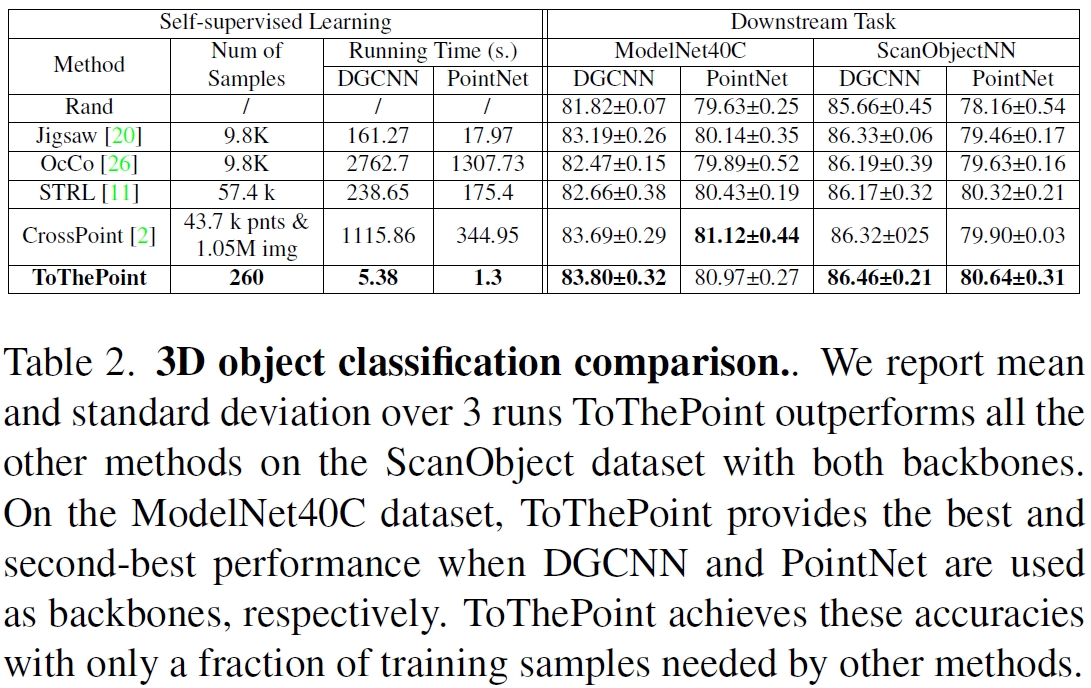 Self-supervised Learning Downstream Task
Method Num of Samples Running Time (s.) ModelNet40C ScanObjectNN
DGCNN PointNet DGCNN PointNet DGCNN PointNet
Rand / / / 81.82±0.07 79.63±0.25 85.66±0.45 78.16±0.54
Jigsaw [20] 9.8K 161.27 17.97 83.19±0.26 80.14±0.35 86.33±0.06 79.46±0.17
OcCo [26] 9.8K 2762.7 1307.73 82.47±0.15 79.89±0.52 86.19±0.39 79.63±0.16
STRL [11] 57.4 k 238.65 175.4 82.66±0.38 80.43±0.19 86.17±0.32 80.32±0.21
CrossPoint [2] 43.7 k pnts & 1.05M img 1115.86 344.95 83.69±0.29 81.12±0.44 86.32±025 79.90±0.03
ToThePoint 260 5.38 1.3 83.80±0.32 80.97±0.27 86.46±0.21 80.64±0.31
Table 2. 3D object classification comparison.. We report mean
and standard deviation over 3 runs ToThePoint outperforms all the
other methods on the ScanObject dataset with both backbones.
On the ModelNet40C dataset, ToThePoint provides the best and
second-best performance when DGCNN and PointNet are used
as backbones, respectively. ToThePoint achieves these accuracies
with only a fraction of training samples needed by other methods.